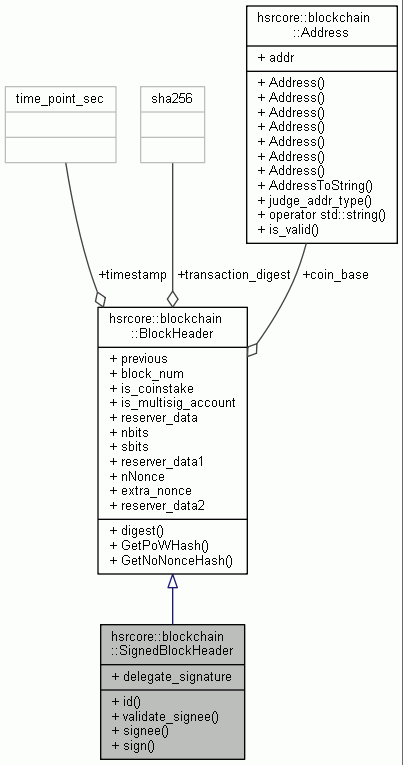 hsrcore::blockchain
::Address
+ addr
+ Address()
+ Address()
+ Address()
+ Address()
+ Address()
+ Address()
+ Address()
+ AddressToString()
+ judge_addr_type()
+ operator std::string()
+ is_valid()
time_point_sec
sha256
+timestamp
+transaction_digest
+coin_base
hsrcore::blockchain
::BlockHeader
+ previous
+ block_num
+ is_coinstake
+ is_multisig_account
+ reserver_data
+ nbits
+ sbits
+ reserver_data1
+ nNonce
+ extra_nonce
+ reserver_data2
+ digest()
+ GetPoWHash()
+ GetNoNonceHash()
hsrcore::blockchain
::SignedBlockHeader
+ delegate_signature
+ id()
+ validate_signee()
+ signee()
+ sign()